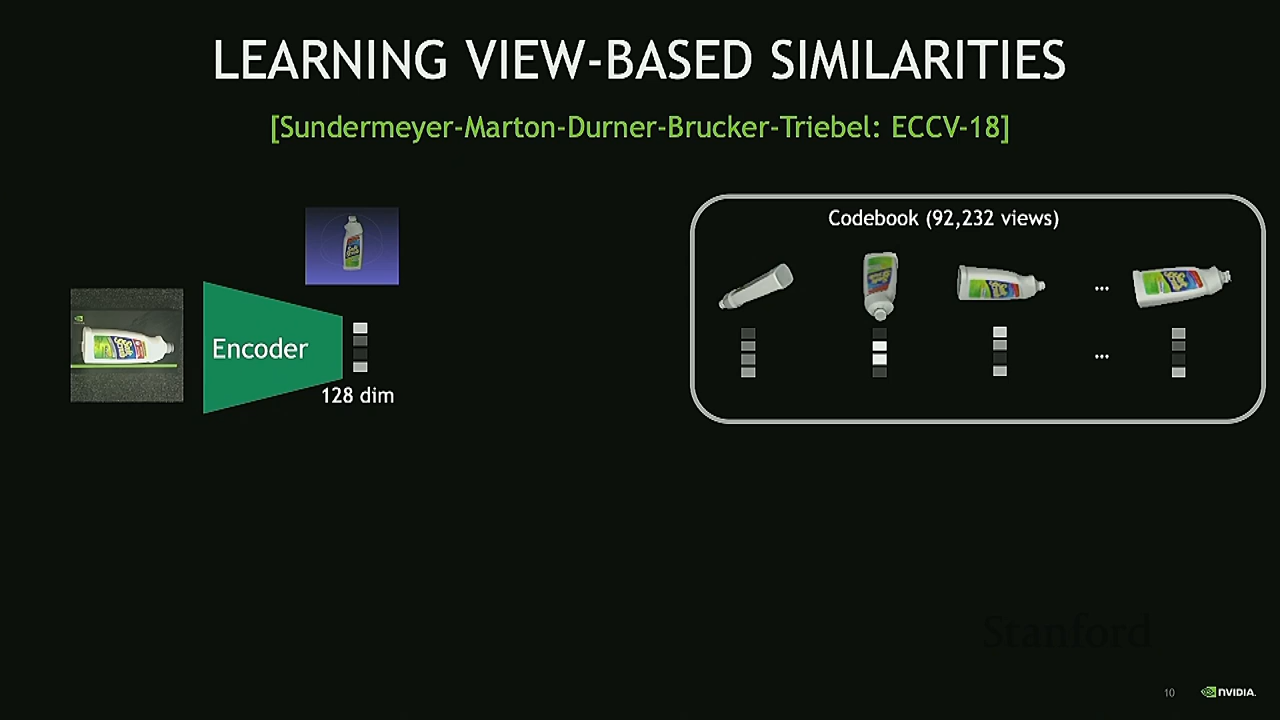 LEARNING VIEW-BASED SIMILARITIES
[Sundermeyer-Marton-Durner-Brucker-Triebel: ECCV-18]
Codebook (92,232 views)
...
Encoder
...
128 dim
Stanford
10
NVIDIA.